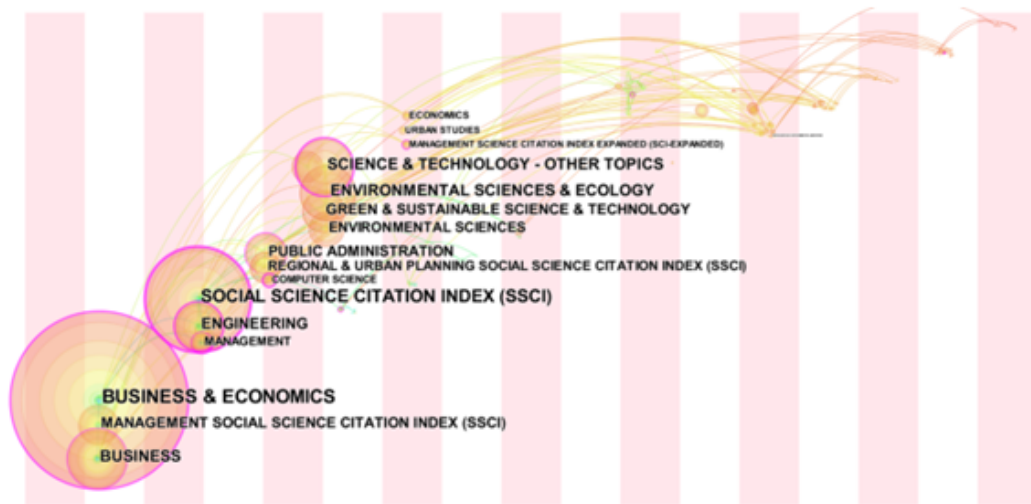 ECONOMICS
URBAN STUDIES
MANAGEMENT SCIENCE CITATION INDEX EXPANDED (SCI-EXPANDED)
SCIENCE & TECHNOLOGY - OTHER TOPICS
ENVIRONMENTAL SCIENCES & ECOLOGY
GREEN & SUSTAINABLE SCIENCE & TECHNOLOGY
ENVIRONMENTAL SCIENCES
PUBLIC ADMINISTRATION
REGIONAL & URBAN PLANNING SOCIAL SCIENCE CITATION INDEX (SSCI)
COMPUTER SCIENCE
SOCIAL SCIENCE CITATION INDEX (SSCI)
ENGINEERING
MANAGEMENT
BUSINESS & ECONOMICS
MANAGEMENT SOCIAL SCIENCE CITATION INDEX (SSCI)
BUSINESS